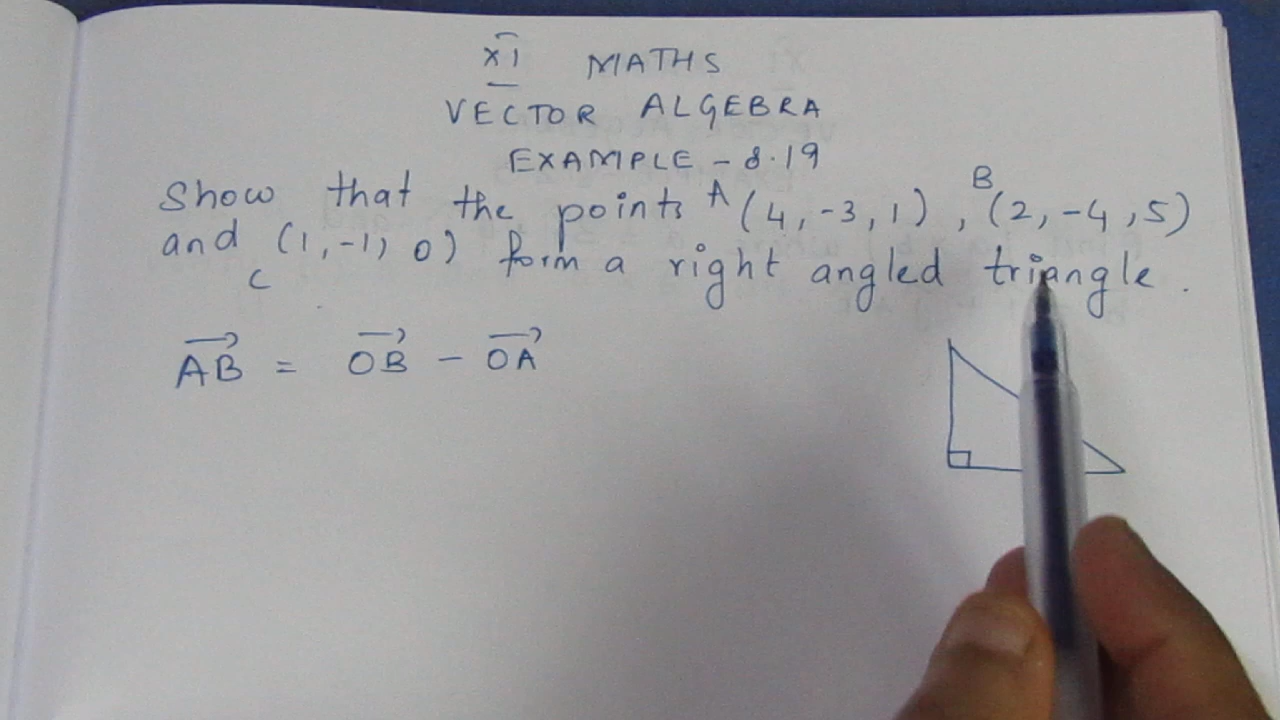 XI MATHS
VECTOR ALGEBRA
EXAMPLE - 8.19
Show that the points A (4, -3, 1), B (2, -4, 5)
and (1, -1, 0) form a right angled triangle.
C
AB = OB - OA